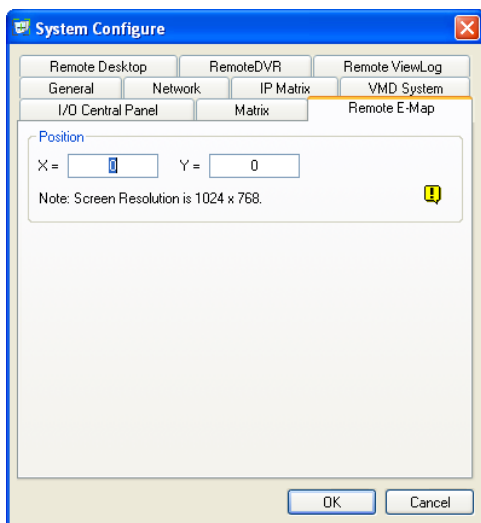 System Configure
Remote Desktop RemoteDVR Remote ViewLog
General Network IP Matrix VMD System
I/O Central Panel Matrix Remote E-Map
Position
X = 0 Y = 0
Note: Screen Resolution is 1024 x 768.
OK Cancel